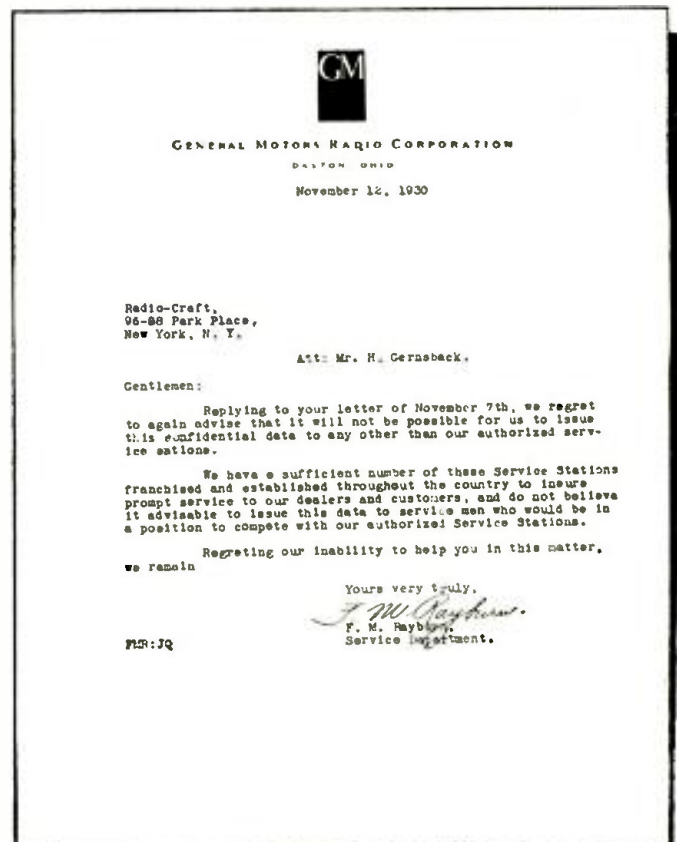 GM
GENERAL MOTORS RADIO CORPORATION
DAYTON OHIO
November 12, 1930
Radio-Craft,
96-98 Park Place,
New York, N. Y.
Att: Mr. H. Gernsback.
Gentlemen:
Replying to your letter of November 7th, we regret
to again advise that it will not be possible for us to issue
this confidential data to any other than our authorized serv-
ice sations.
We have a sufficient number of these Service Stations
franchised and established throughout the country to insure
prompt service to our dealers and customers, and do not believe
it advisable to issue this data to service men who would be in
a position to compete with our authorized Service Stations.
Regreting our inability to help you in this matter,
we remain
Yours very truly,
F. M. Rayburn.
F. M. Rayburn,
Service Department.
FMR:JQ